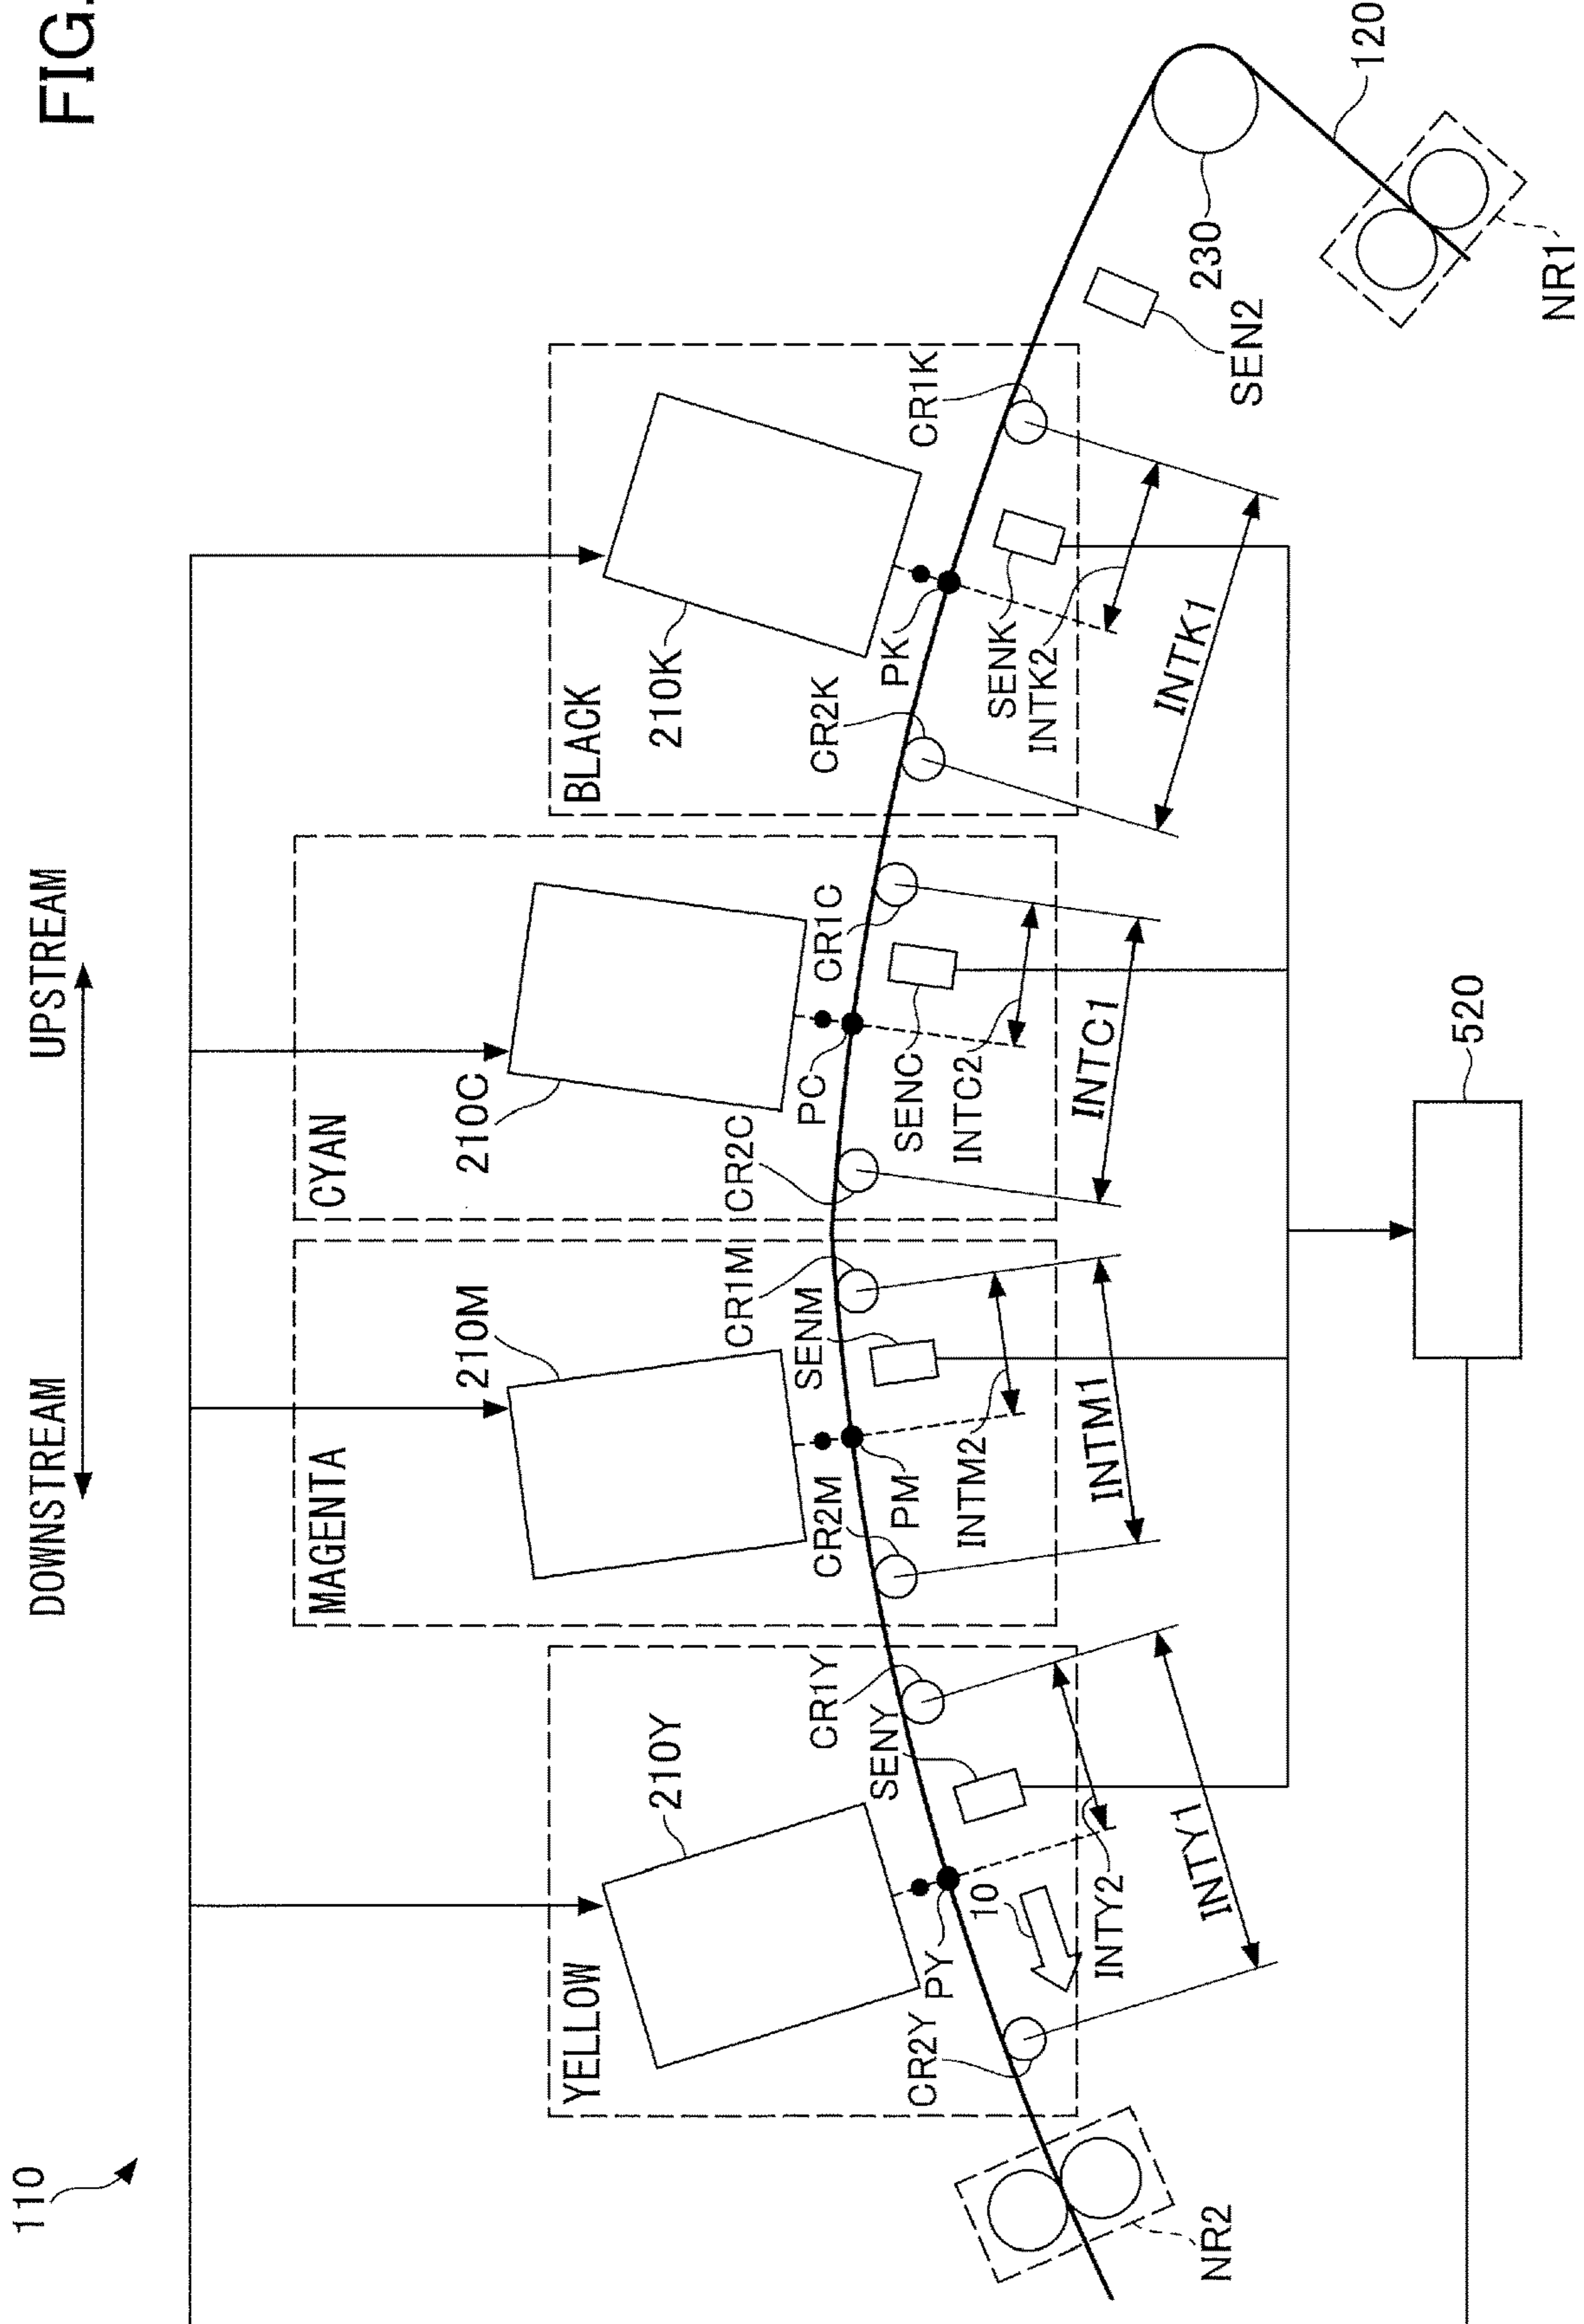 FIG.
110
DOWNSTREAM
UPSTREAM
YELLOW
210Y
MAGENTA
210M
CYAN
210C
BLACK
210K
CR2Y
PY
10
SENY
CR1Y
CR2M
PM
SENM
CR1M
CR2C
PC
SENC
CR1C
CR2K
PK
SENK
CR1K
INTY2
INTY1
INTM2
INTM1
INTC2
INTC1
INTK2
INTK1
NR2
520
SEN2
230
120
NR1